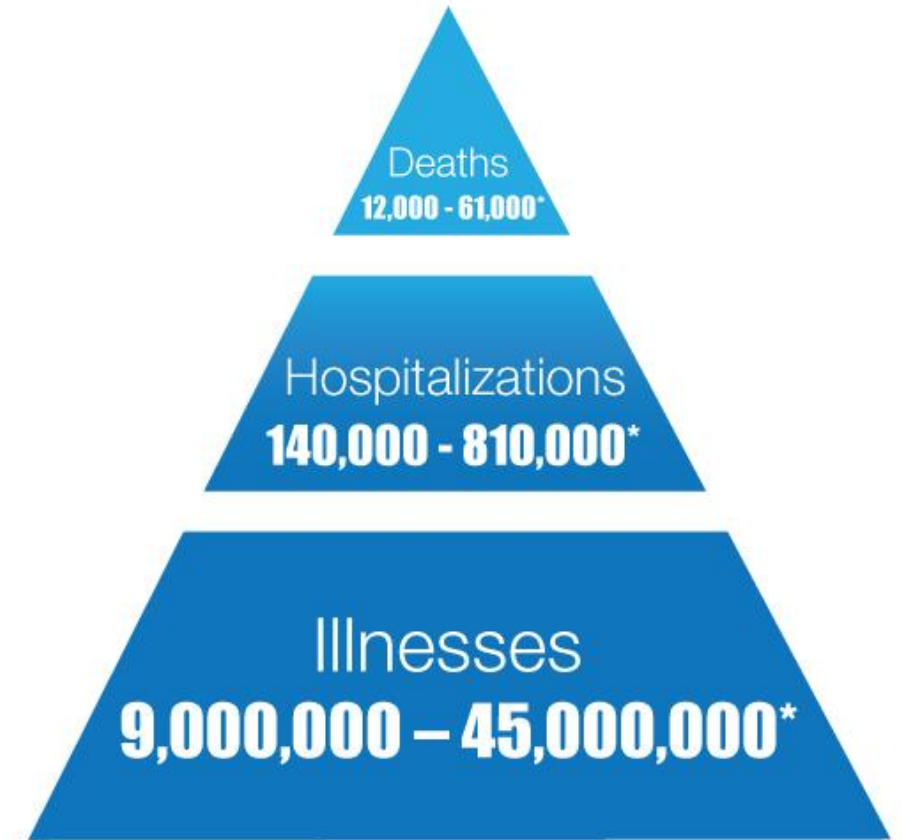 Deaths
12,000 - 61,000*
Hospitalizations
140,000 - 810,000*
Illnesses
9,000,000 – 45,000,000*